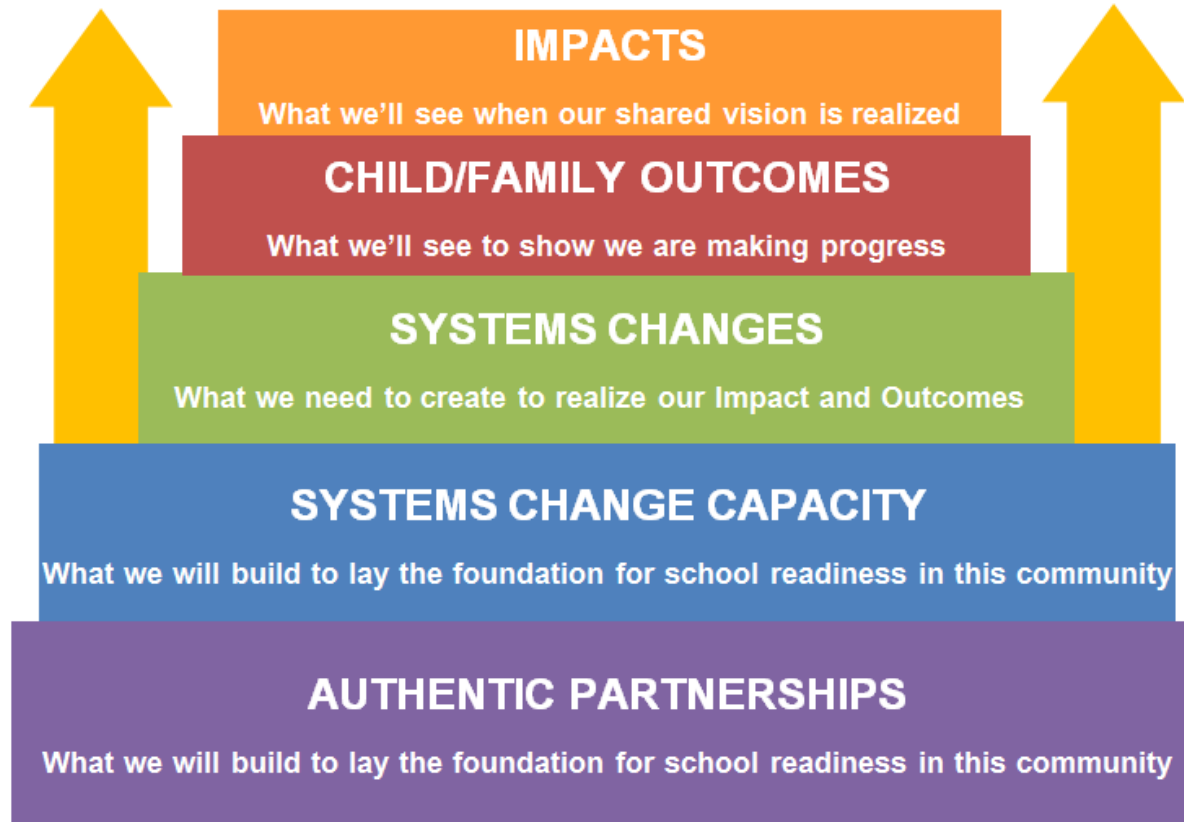 IMPACTS
What we’ll see when our shared vision is realized
CHILD/FAMILY OUTCOMES
What we’ll see to show we are making progress
SYSTEMS CHANGES
What we need to create to realize our Impact and Outcomes
SYSTEMS CHANGE CAPACITY
What we will build to lay the foundation for school readiness in this community
AUTHENTIC PARTNERSHIPS
What we will build to lay the foundation for school readiness in this community